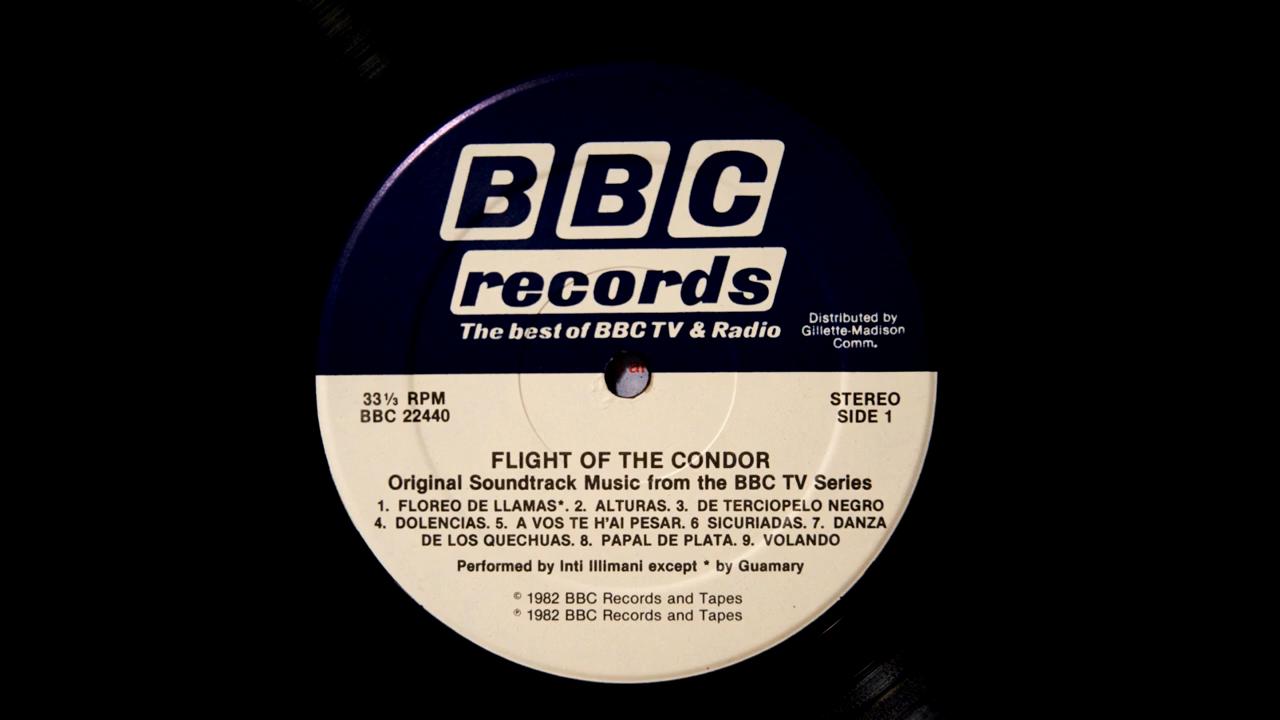 BBC
records
The best of BBC TV & Radio
Distributed by
Gillette-Madison
Comm.
33⅓ RPM
BBC 22440
STEREO
SIDE 1
FLIGHT OF THE CONDOR
Original Soundtrack Music from the BBC TV Series
1. FLOREO DE LLAMAS*. 2. ALTURAS. 3. DE TERCIOPELO NEGRO
4. DOLENCIAS. 5. A VOS TE H'AI PESAR. 6 SICURIADAS. 7. DANZA
DE LOS QUECHUAS. 8. PAPAL DE PLATA. 9. VOLANDO
Performed by Inti Illimani except * by Guamary
© 1982 BBC Records and Tapes
℗ 1982 BBC Records and Tapes